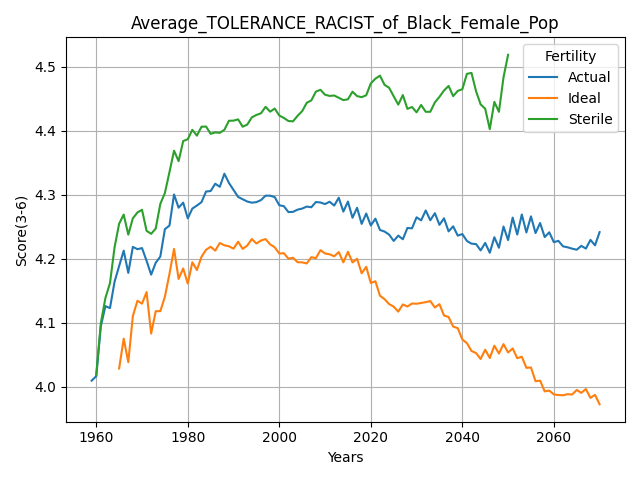 Average_TOLERANCE_RACIST_of_Black_Female_Pop
Fertility
Actual
Ideal
Sterile
Score(3-6)
4.5
4.4
4.3
4.2
4.1
4.0
1960 1980 2000 2020 2040 2060
Years